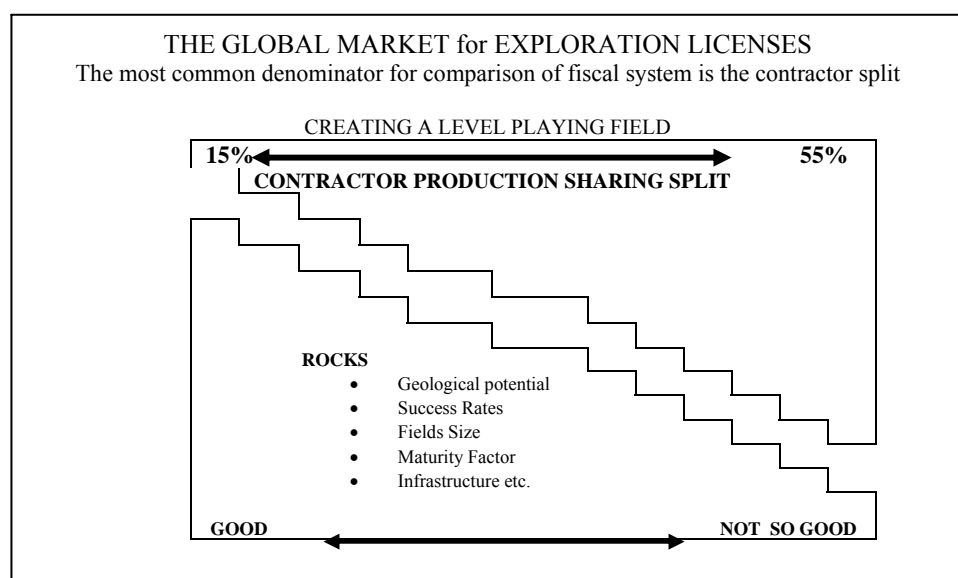 THE GLOBAL MARKET for EXPLORATION LICENSES
The most common denominator for comparison of fiscal system is the contractor split
CREATING A LEVEL PLAYING FIELD
15% 55%
CONTRACTOR PRODUCTION SHARING SPLIT
ROCKS
• Geological potential
• Success Rates
• Fields Size
• Maturity Factor
• Infrastructure etc.
GOOD NOT SO GOOD